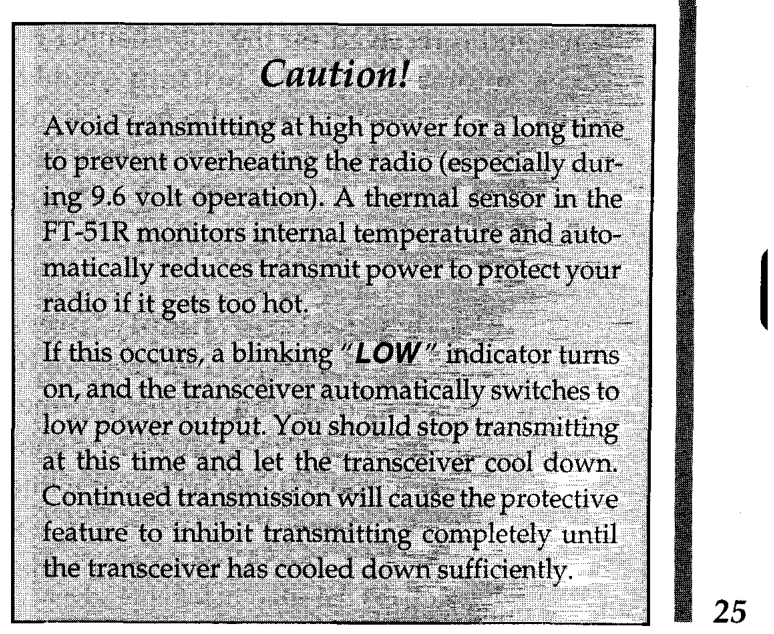 Caution!
Avoid transmitting at high power for a long time
to prevent overheating the radio (especially dur-
ing 9.6 volt operation). A thermal sensor in the
FT-51R monitors internal temperature and auto-
matically reduces transmit power to protect your
radio if it gets too hot.
If this occurs, a blinking "LOW" indicator turns
on, and the transceiver automatically switches to
low power output. You should stop transmitting
at this time and let the transceiver cool down.
Continued transmission will cause the protective
feature to inhibit transmitting completely until
the transceiver has cooled down sufficiently.
25